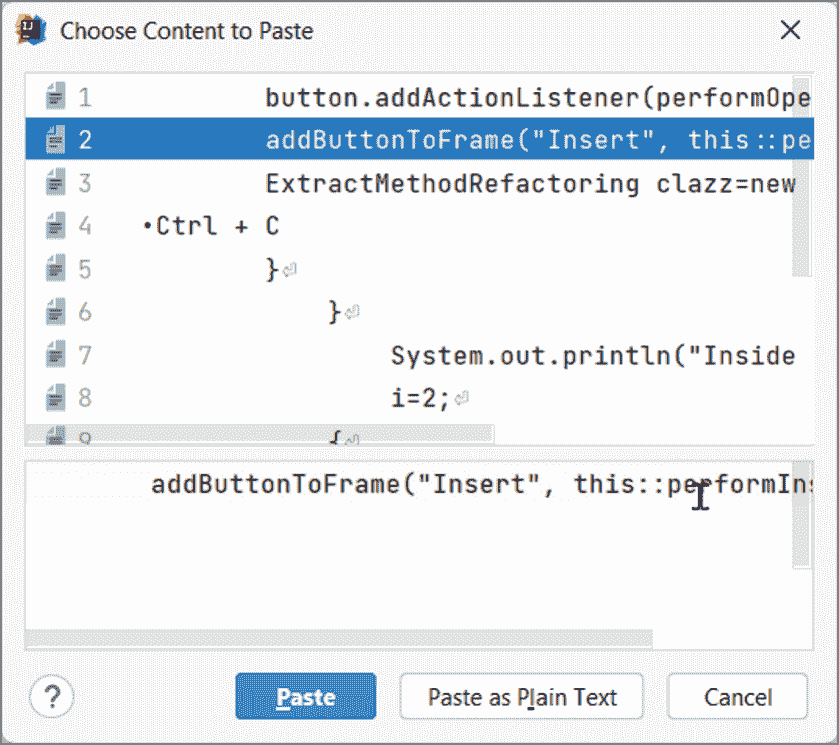 Choose Content to Paste
1 button.addActionListener(performOpe
2 addButtonToFrame("Insert", this::pe
3 ExtractMethodRefactoring clazz=new
4 •Ctrl + C
5 }⏎
6 }⏎
7 System.out.println("Inside
8 i=2;⏎
9 {⏎
addButtonToFrame("Insert", this::performIns
? Paste Paste as Plain Text Cancel